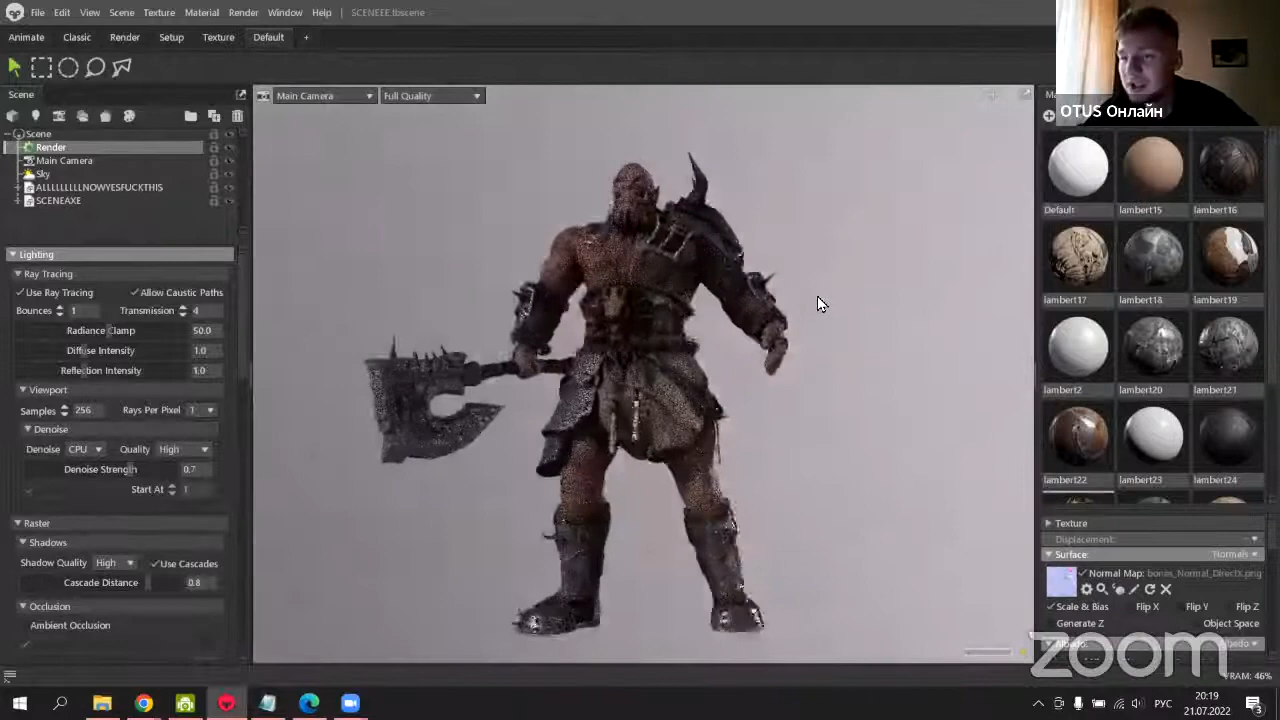 File Edit View Scene Texture Material Render Window Help SCENEEE.tbscene
Animate Classic Render Setup Texture Default +
OTUS Онлайн
Scene
Main Camera Full Quality
Scene
Render
Main Camera
Sky
ALLLLLLLLNOWYESFUCKTHIS
SCENEAXE
Lighting
Ray Tracing
Use Ray Tracing Allow Caustic Paths
Bounces 1 Transmission 4
Radiance Clamp 50.0
Diffuse Intensity 1.0
Reflection Intensity 1.0
Viewport
Samples 256 Rays Per Pixel 1
Denoise
Denoise CPU Quality High
Denoise Strength 0.7
Start At 1
Raster
Shadows
Shadow Quality High Use Cascades
Cascade Distance 0.8
Occlusion
Ambient Occlusion
Default lambert15 lambert16
lambert17 lambert18 lambert19
lambert2 lambert20 lambert21
lambert22 lambert23 lambert24
Texture
Displacement:
Surface: Normals
Normal Map: bones_Normal_DirectX.png
Scale & Bias Flip X Flip Y Flip Z
Generate Z Object Space
Albedo: Albedo
zoom
VRAM: 46%
РУС
20:19
21.07.2022
3